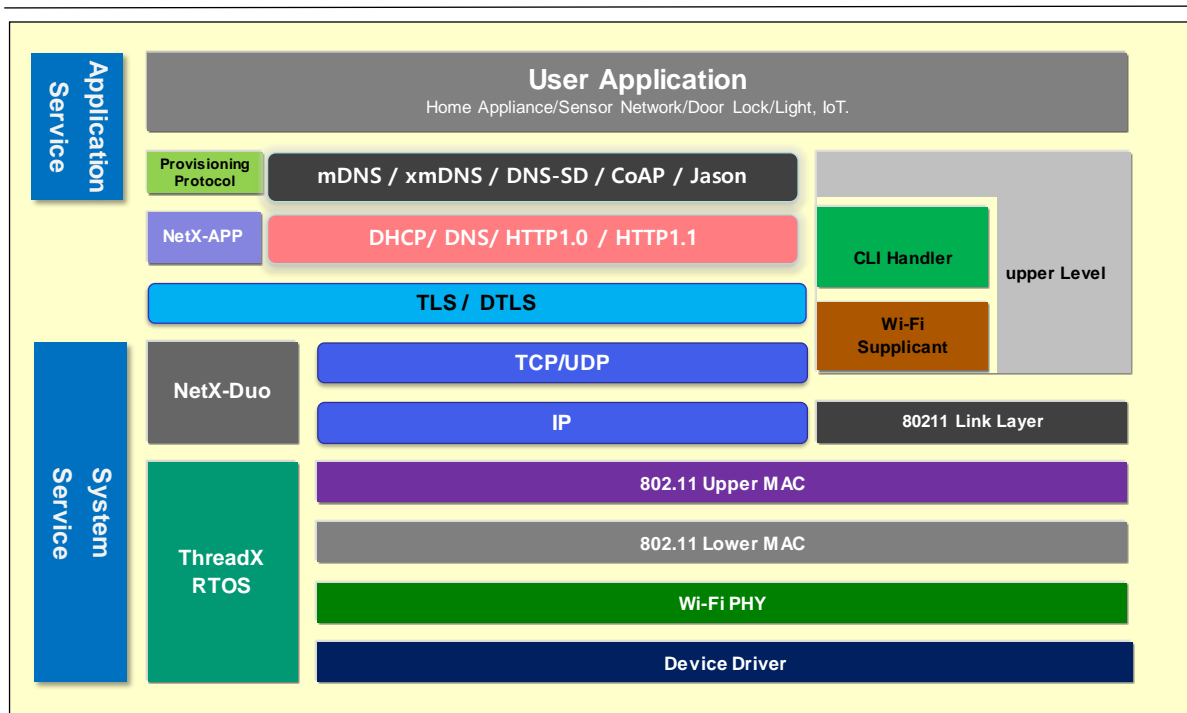 Application
Service
User Application
Home Appliance/Sensor Network/Door Lock/Light, IoT.
Provisioning
Protocol
mDNS / xmDNS / DNS-SD / CoAP / Jason
NetX-APP
DHCP/ DNS/ HTTP1.0 / HTTP1.1
CLI Handler
upper Level
TLS / DTLS
Wi-Fi
Supplicant
System
Service
NetX-Duo
TCP/UDP
IP
80211 Link Layer
ThreadX
RTOS
802.11 Upper MAC
802.11 Lower MAC
Wi-Fi PHY
Device Driver